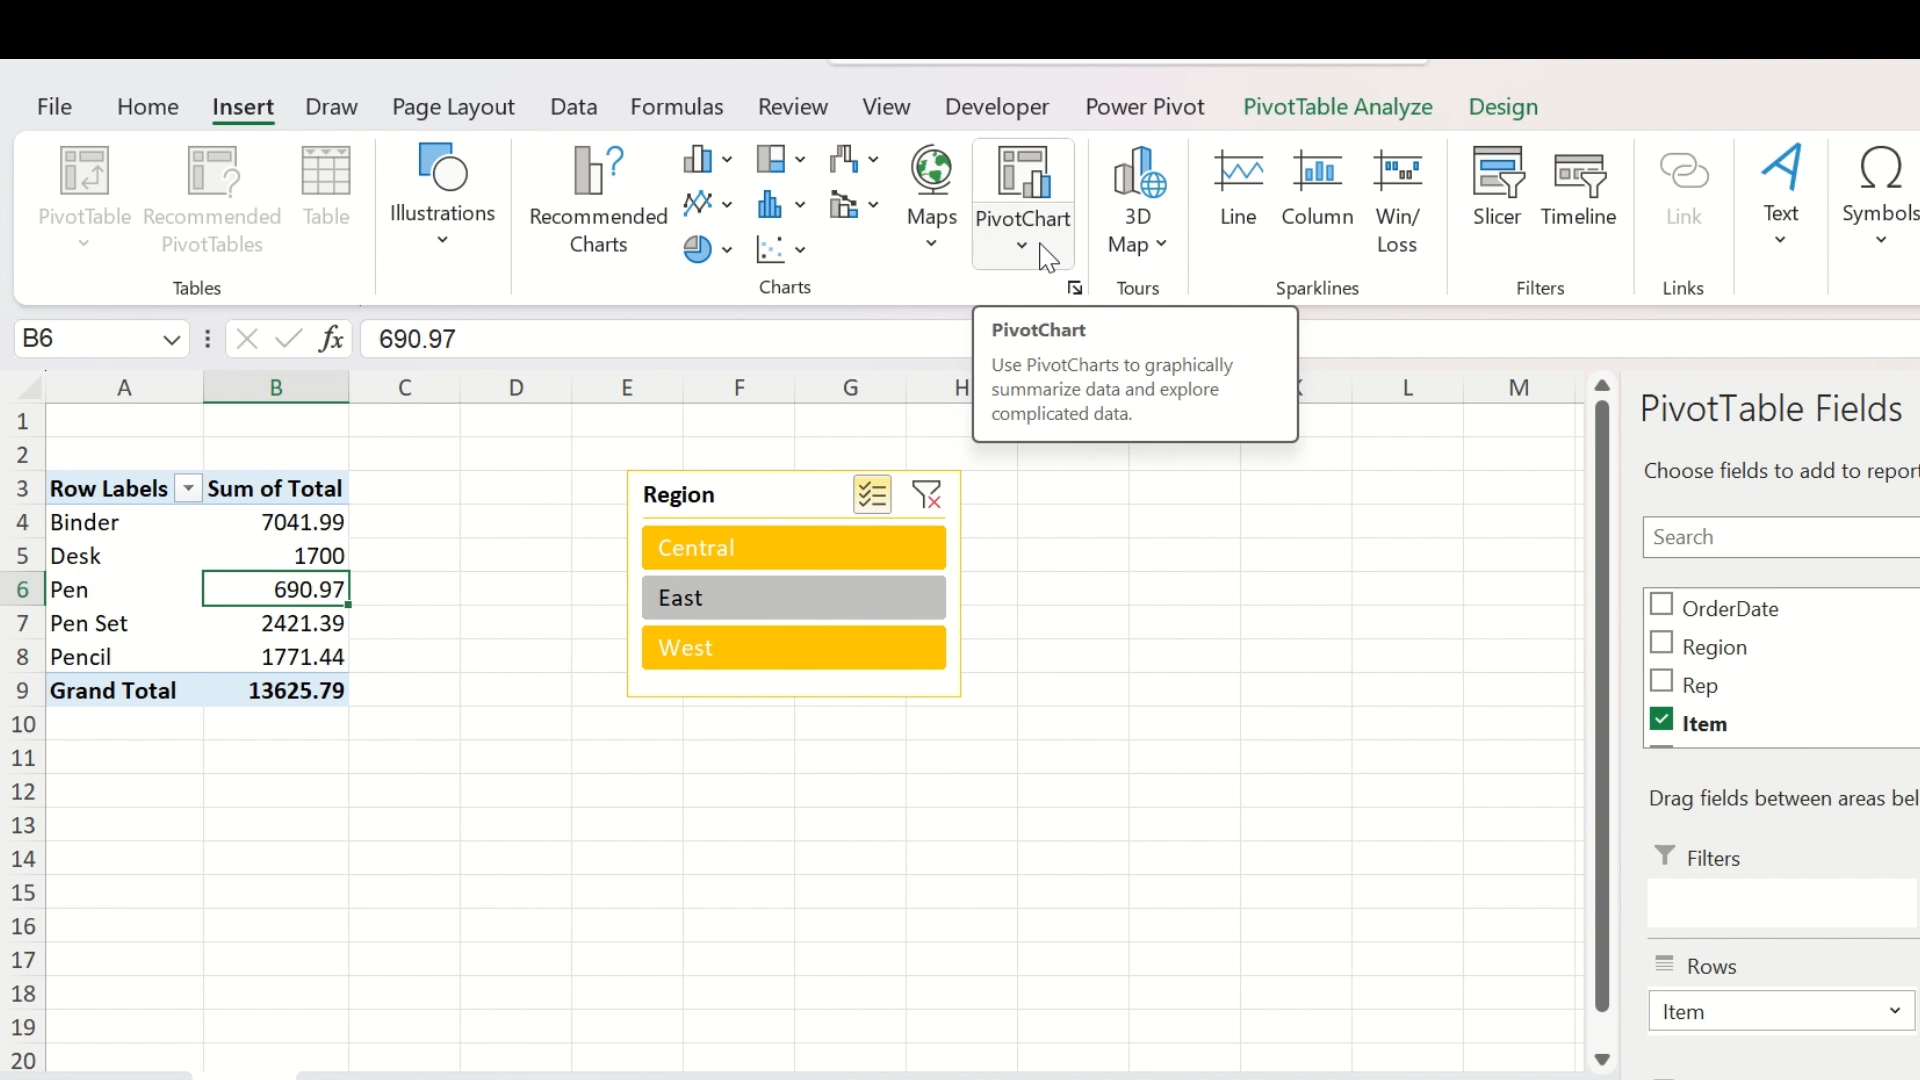 File Home Insert Draw Page Layout Data Formulas Review View Developer Power Pivot PivotTable Analyze Design
PivotTable
Recommended
PivotTables
Table
Tables
Illustrations
Recommended
Charts
Maps
PivotChart
Charts
3D
Map
Tours
Line
Column
Win/
Loss
Sparklines
Slicer
Timeline
Filters
Link
Links
Text
Symbols
B6
fx
690.97
PivotChart
Use PivotCharts to graphically
summarize data and explore
complicated data.
A B C D E F G H L M
1
2
3 Row Labels Sum of Total
4 Binder 7041.99
5 Desk 1700
6 Pen 690.97
7 Pen Set 2421.39
8 Pencil 1771.44
9 Grand Total 13625.79
10
11
12
13
14
15
16
17
18
19
20
Region
Central
East
West
PivotTable Fields
Choose fields to add to report
Search
OrderDate
Region
Rep
Item
Drag fields between areas bel
Filters
Rows
Item